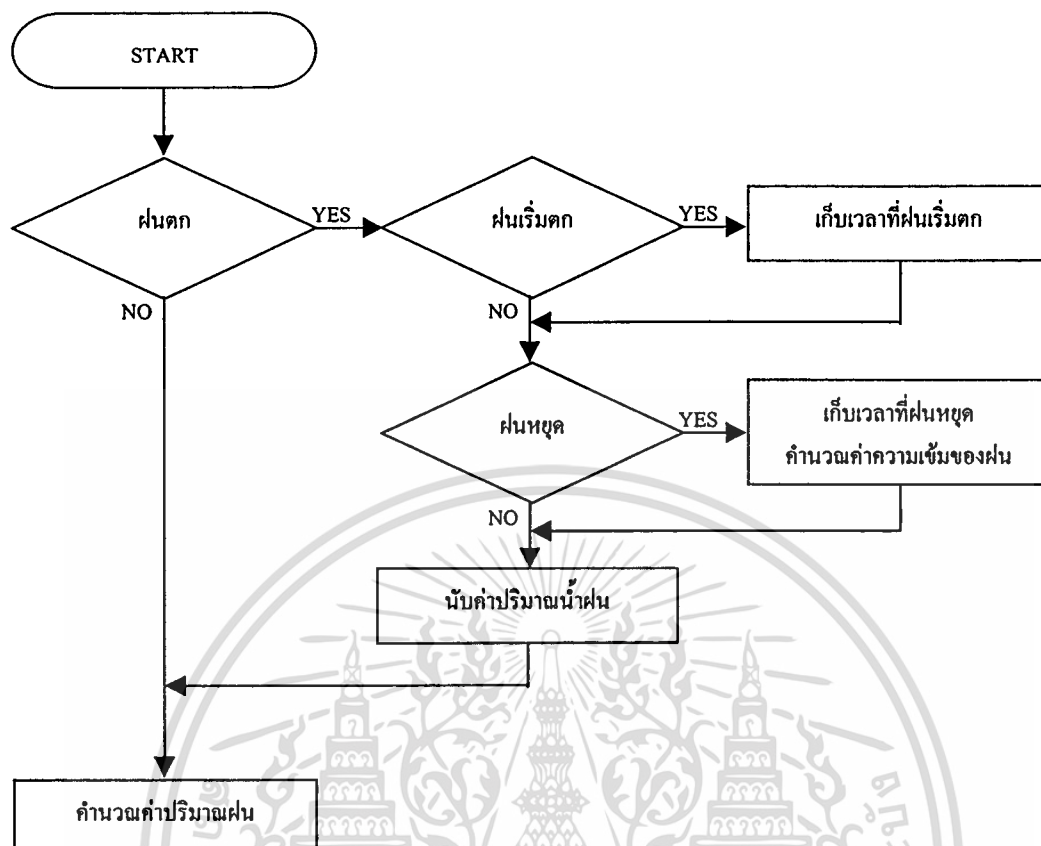 START
ฝนตก
YES
ฝนเริ่มตก
YES
เก็บเวลาที่ฝนเริ่มตก
NO
NO
ฝนหยุด
YES
เก็บเวลาที่ฝนหยุด
คำนวณค่าความเข้มของฝน
NO
นับค่าปริมาณน้ำฝน
คำนวณค่าปริมาณฝน